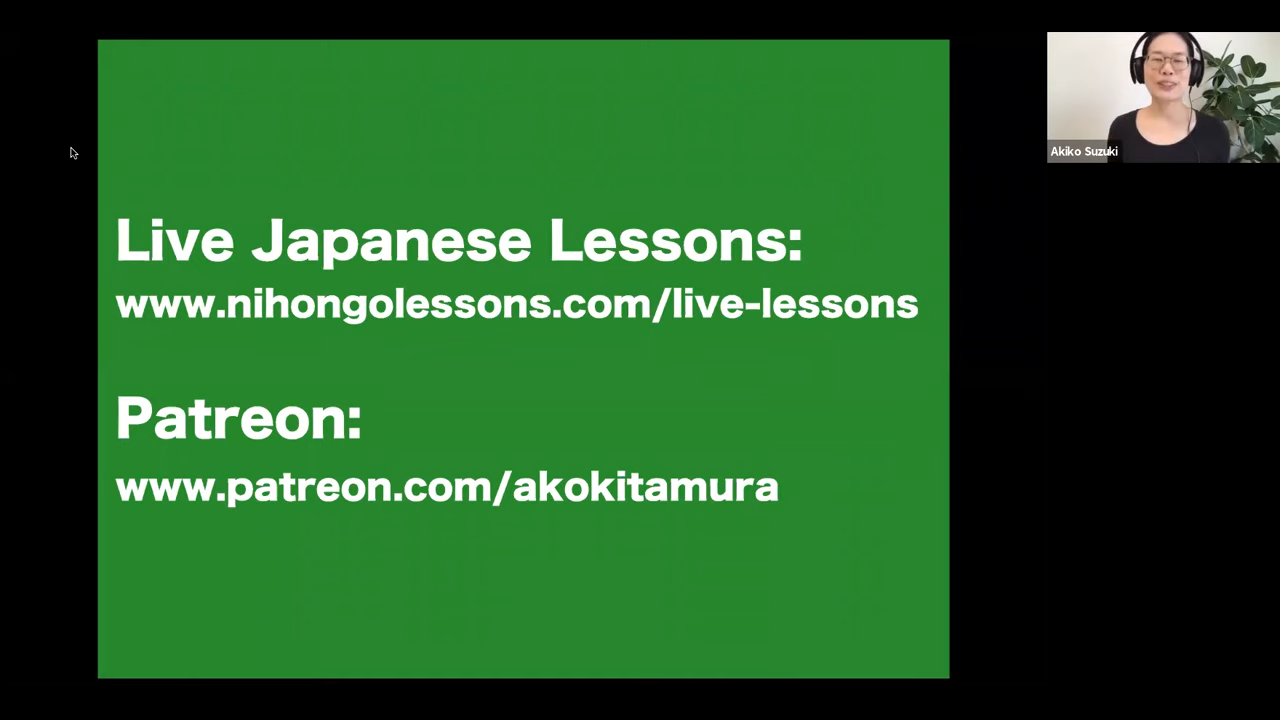 Live Japanese Lessons:
www.nihongolessons.com/live-lessons
Patreon:
www.patreon.com/akokitamura
Akiko Suzuki